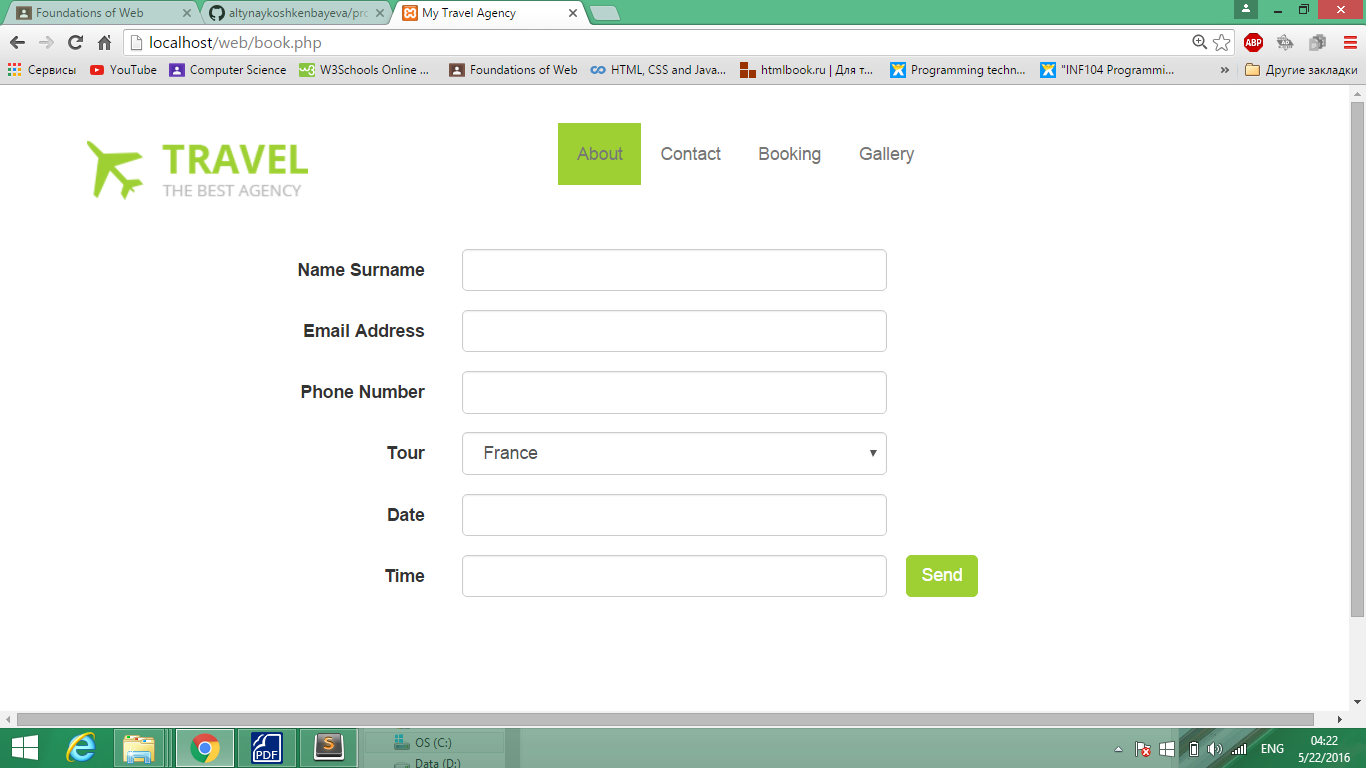 Foundations of Web
altynaykoshkenbayeva/pro
My Travel Agency
localhost/web/book.php
ABP
Сервисы
YouTube
Computer Science
W3Schools Online ...
Foundations of Web
HTML, CSS and Java...
htmlbook.ru | Для т...
Programming techn...
"INF104 Programmi...
»
Другие закладки
TRAVEL
THE BEST AGENCY
About
Contact
Booking
Gallery
Name Surname
Email Address
Phone Number
Tour
France
Date
Time
Send
PDF
OS (C:)
Data (D:)
ENG
04:22
5/22/2016